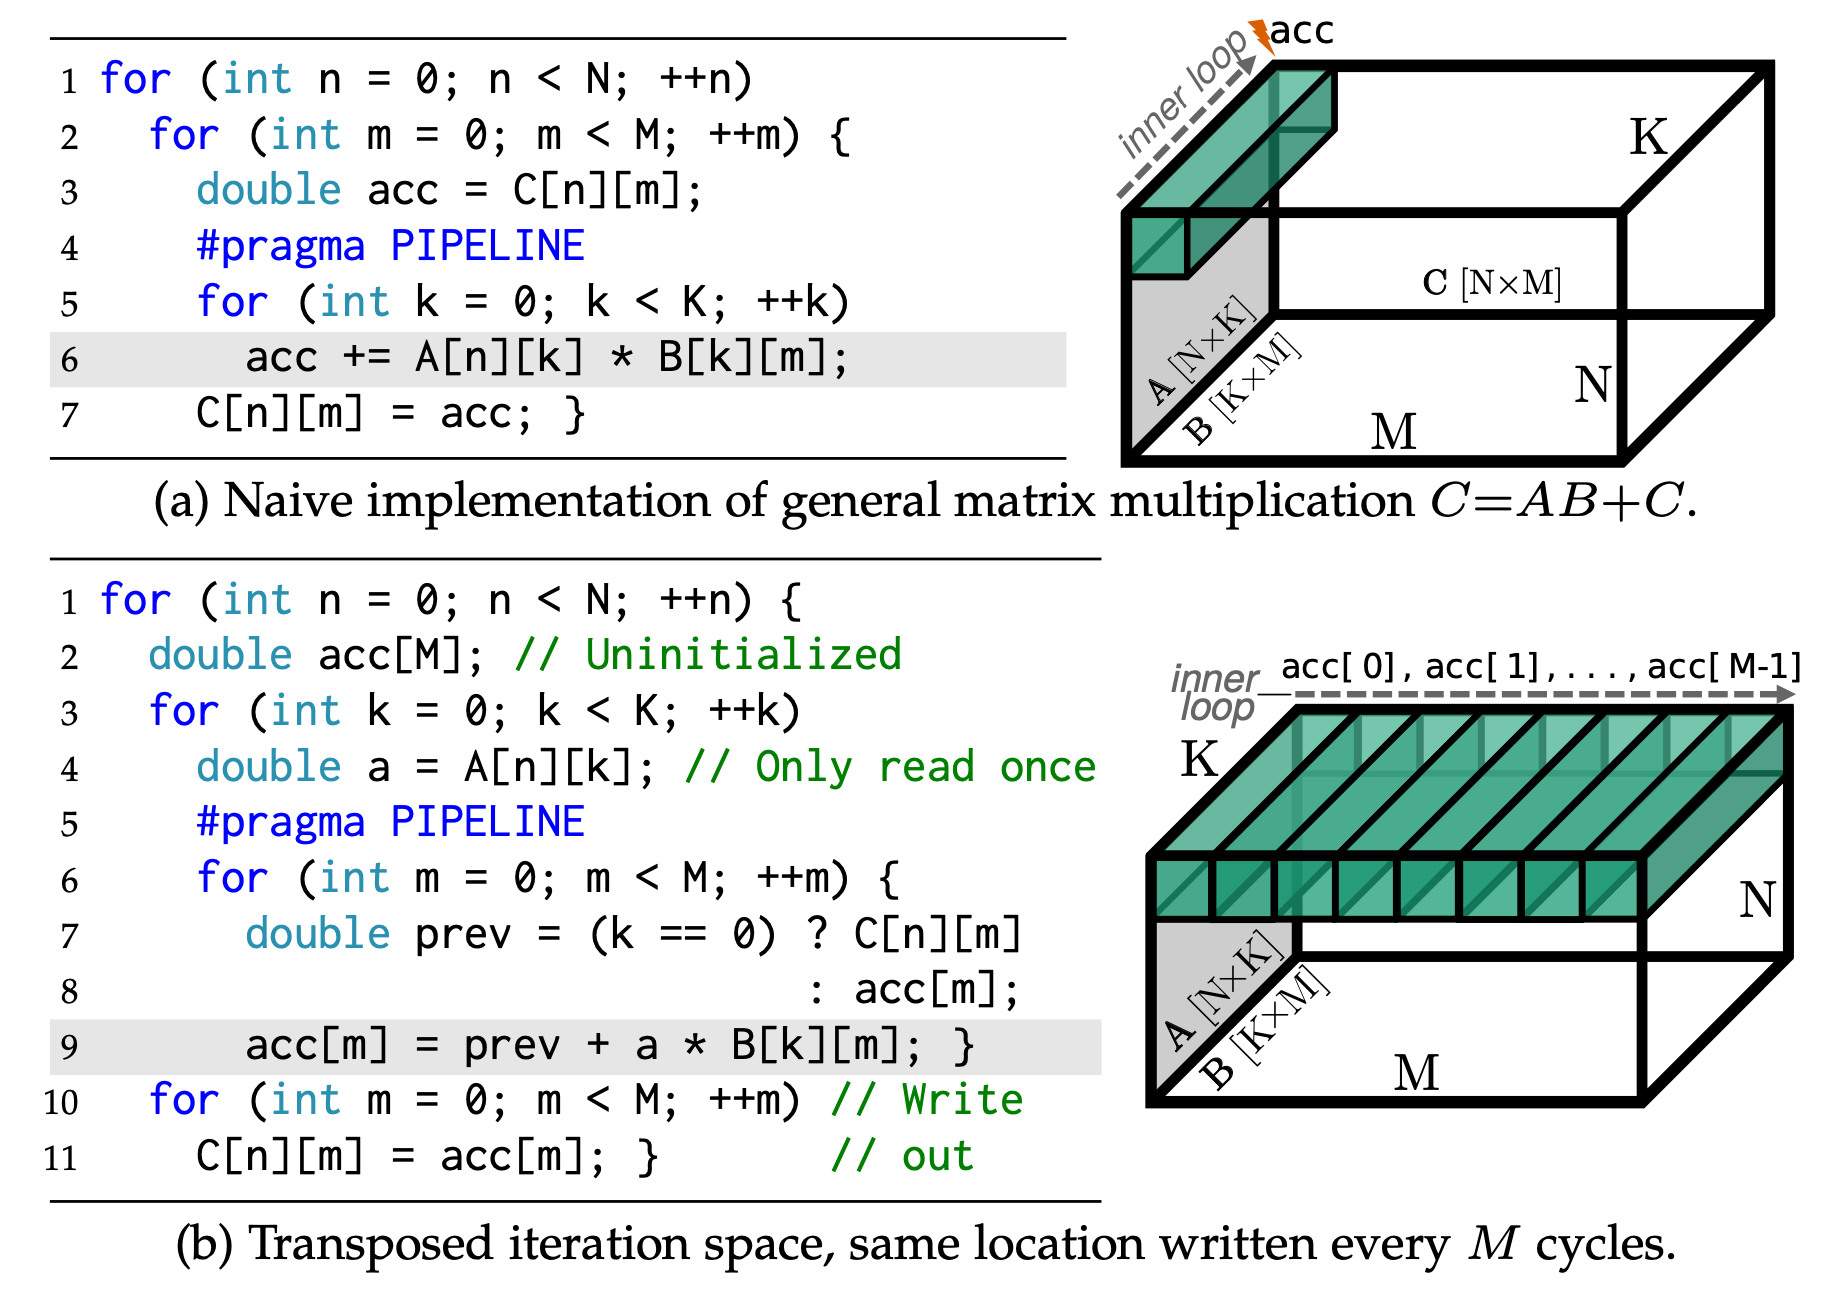 1 for (int n = 0; n < N; ++n)
2   for (int m = 0; m < M; ++m) {
3     double acc = C[n][m];
4     #pragma PIPELINE
5     for (int k = 0; k < K; ++k)
6       acc += A[n][k] * B[k][m];
7     C[n][m] = acc; }
acc
inner loop
K
C [N×M]
A [N×K]
B [K×M]
N
M
(a) Naive implementation of general matrix multiplication C=AB+C.
1 for (int n = 0; n < N; ++n) {
2   double acc[M]; // Uninitialized
3   for (int k = 0; k < K; ++k)
4     double a = A[n][k]; // Only read once
5     #pragma PIPELINE
6     for (int m = 0; m < M; ++m) {
7       double prev = (k == 0) ? C[n][m]
8                              : acc[m];
9       acc[m] = prev + a * B[k][m]; }
10   for (int m = 0; m < M; ++m) // Write
11     C[n][m] = acc[m]; }       // out
acc[0], acc[1],..., acc[M-1]
inner
loop
K
N
A [N×K]
B [K×M]
M
(b) Transposed iteration space, same location written every M cycles.